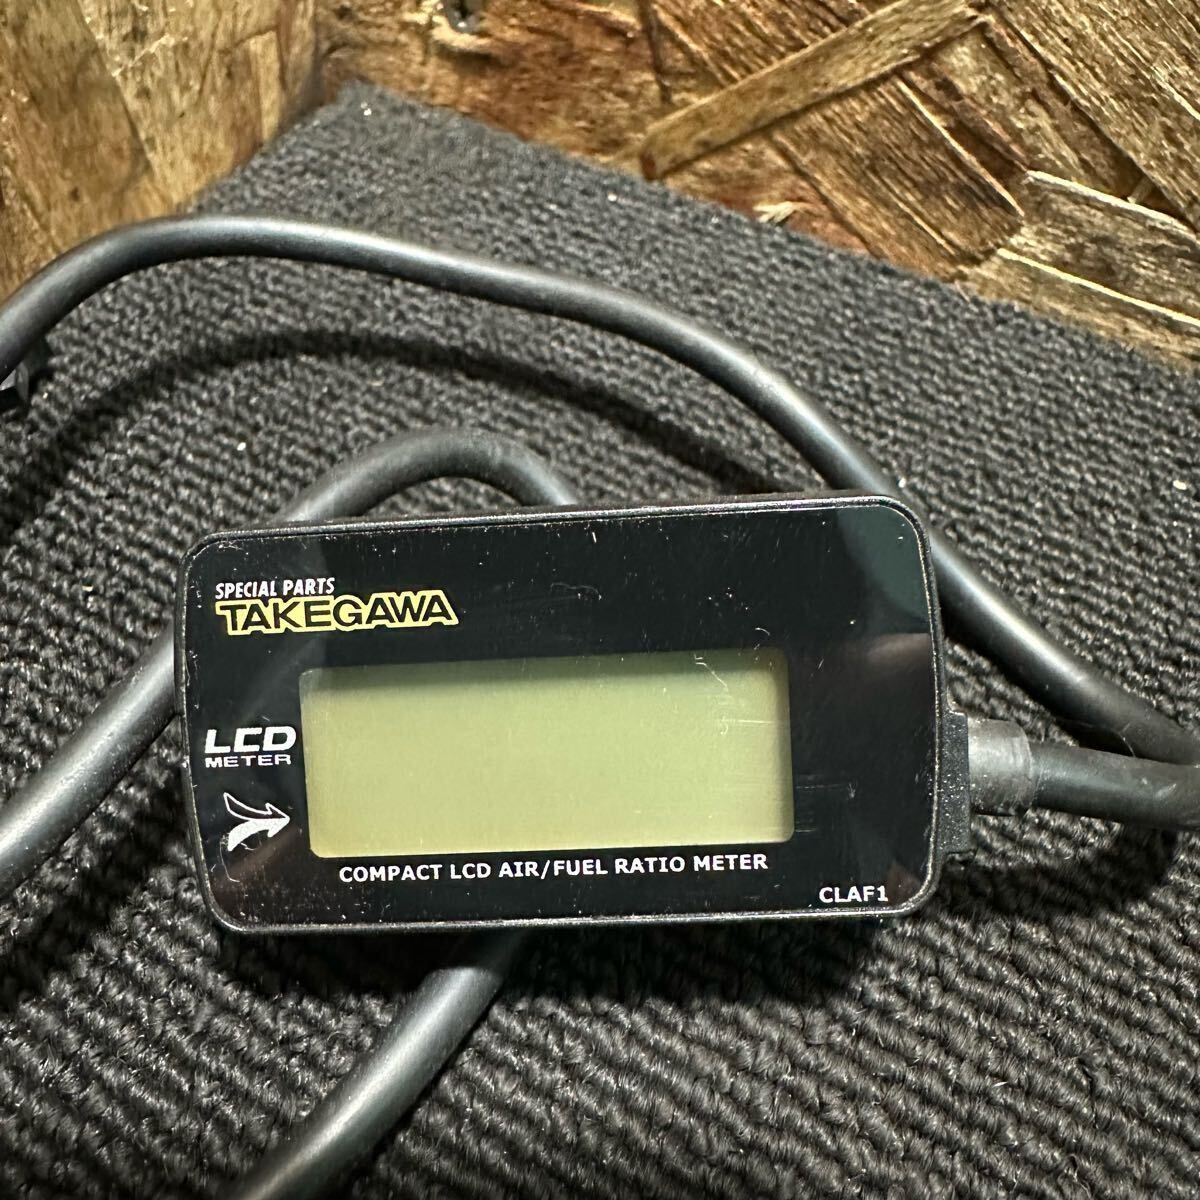 SPECIAL PARTS
TAKEGAWA
LCD
METER
COMPACT LCD AIR/FUEL RATIO METER
CLAF1